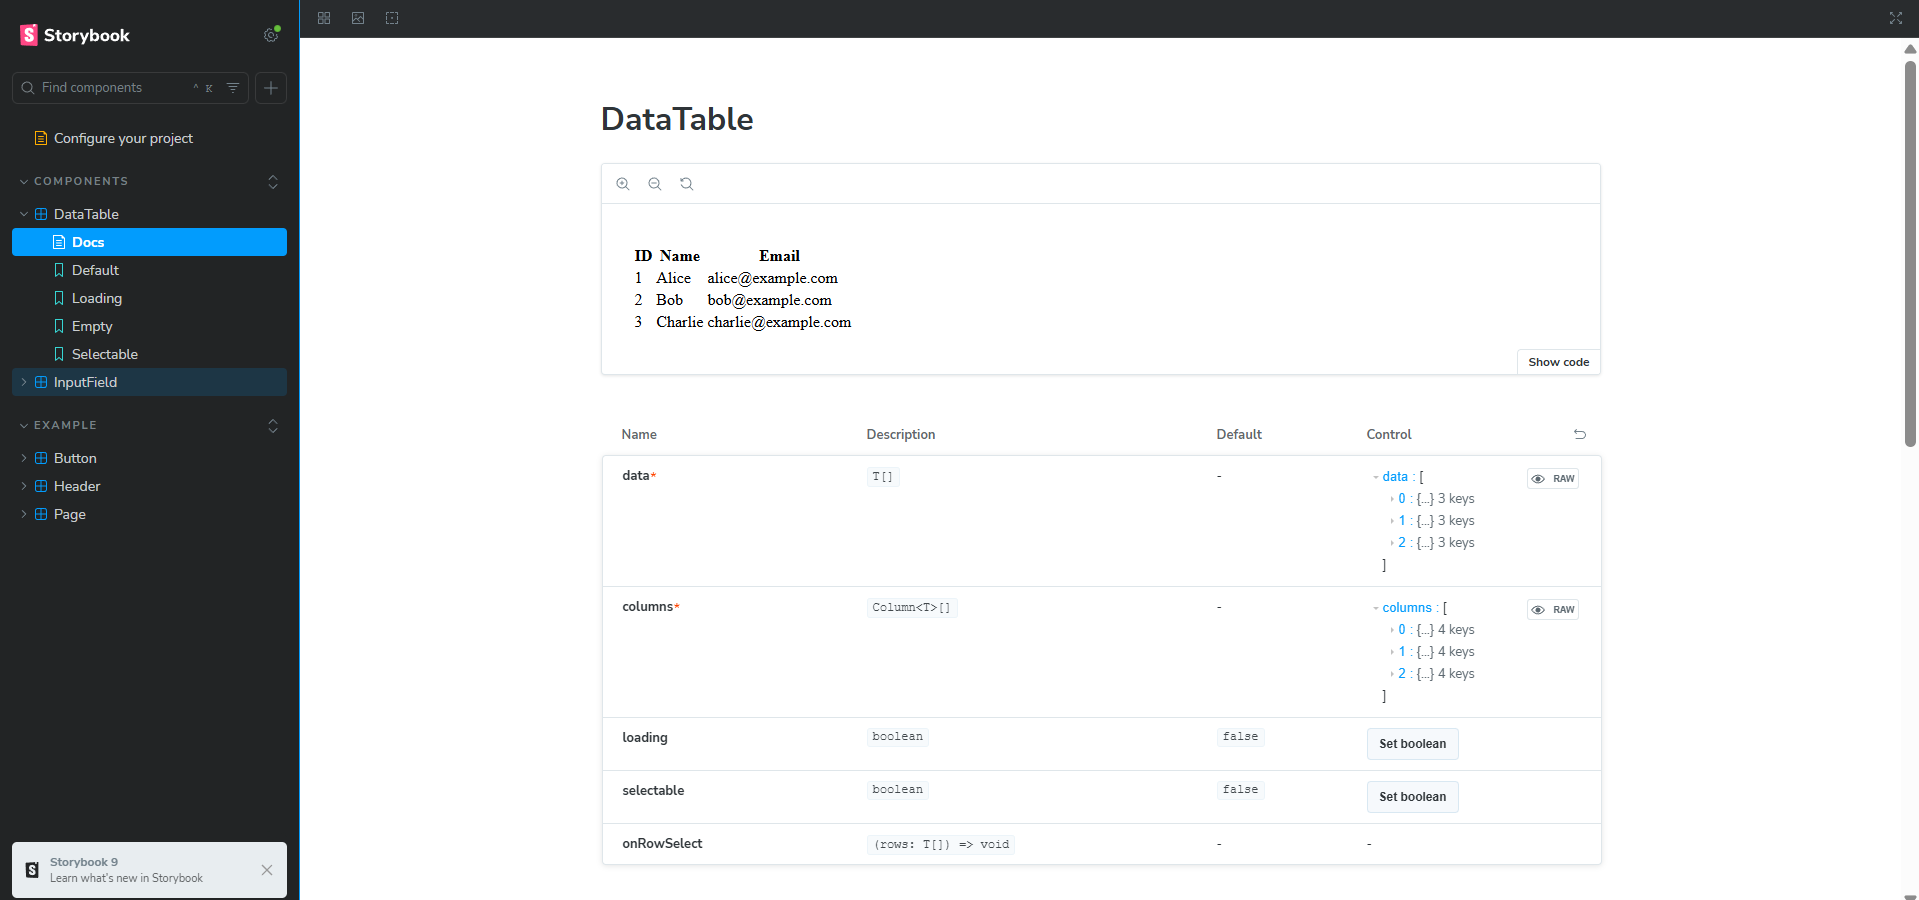 Storybook
Find components
^ K
Configure your project
COMPONENTS
DataTable
Docs
Default
Loading
Empty
Selectable
InputField
EXAMPLE
Button
Header
Page
Storybook 9
Learn what's new in Storybook
DataTable
ID Name Email
1 Alice alice@example.com
2 Bob bob@example.com
3 Charlie charlie@example.com
Show code
Name Description Default Control
data* T[] - data : [ RAW
0 : {...} 3 keys
1 : {...} 3 keys
2 : {...} 3 keys
]
columns* Column<T>[] - columns : [ RAW
0 : {...} 4 keys
1 : {...} 4 keys
2 : {...} 4 keys
]
loading boolean false Set boolean
selectable boolean false Set boolean
onRowSelect (rows: T[]) => void - -